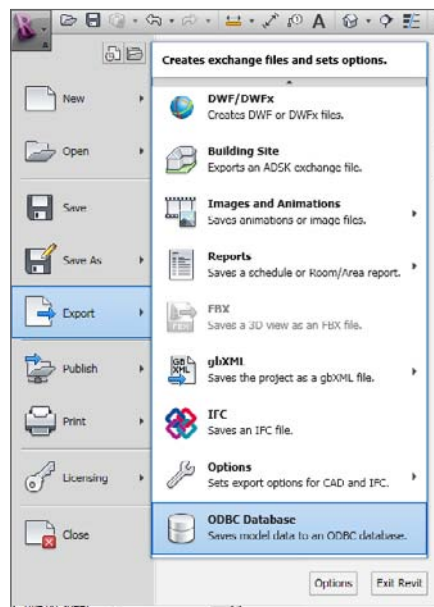 A
Creates exchange files and sets options.
New
Open
Save
Save As
Export
Publish
Print
Licensing
Close
DWF/DWFx
Creates DWF or DWFx files.
Building Site
Exports an ADSK exchange file.
Images and Animations
Saves animations or image files.
Reports
Saves a schedule or Room/Area report.
FBX
Saves a 3D view as an FBX file.
gbXML
Saves the project as a gbXML file.
IFC
Saves an IFC file.
Options
Sets export options for CAD and IFC.
ODBC Database
Saves model data to an ODBC database.
Options
Exit Revit